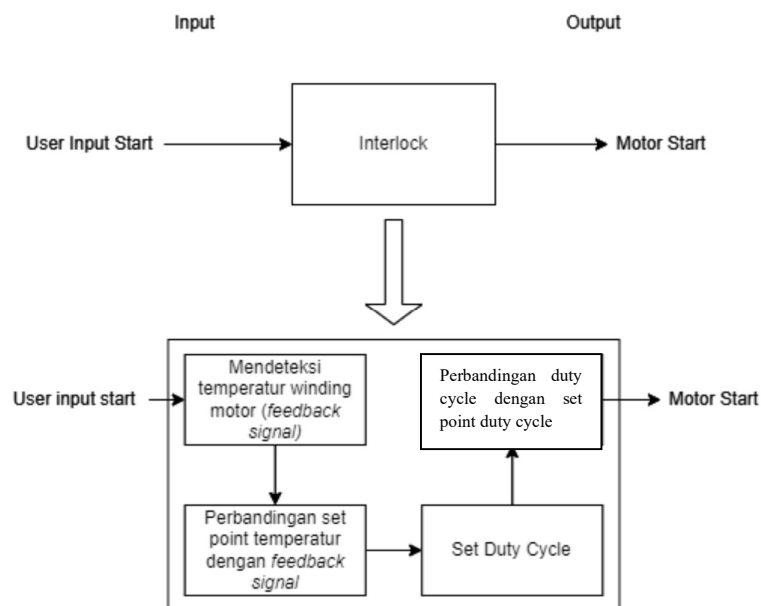 Input
Output
User Input Start
Interlock
Motor Start
User input start
Mendeteksi
temperatur winding
motor (feedback
signal)
Perbandingan set
point temperatur
dengan feedback
signal
Set Duty Cycle
Perbandingan duty
cycle dengan set
point duty cycle
Motor Start